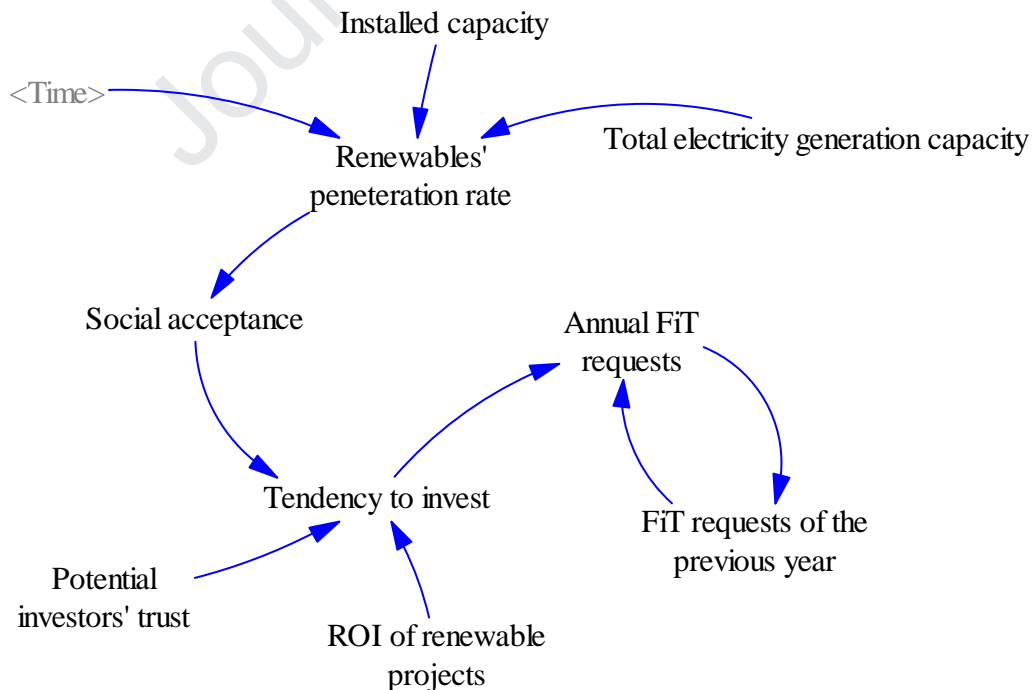 Jour
Installed capacity
<Time>
Total electricity generation capacity
Renewables'
peneteration rate
Social acceptance
Annual FiT
requests
Tendency to invest
FiT requests of the
previous year
Potential
investors' trust
ROI of renewable
projects